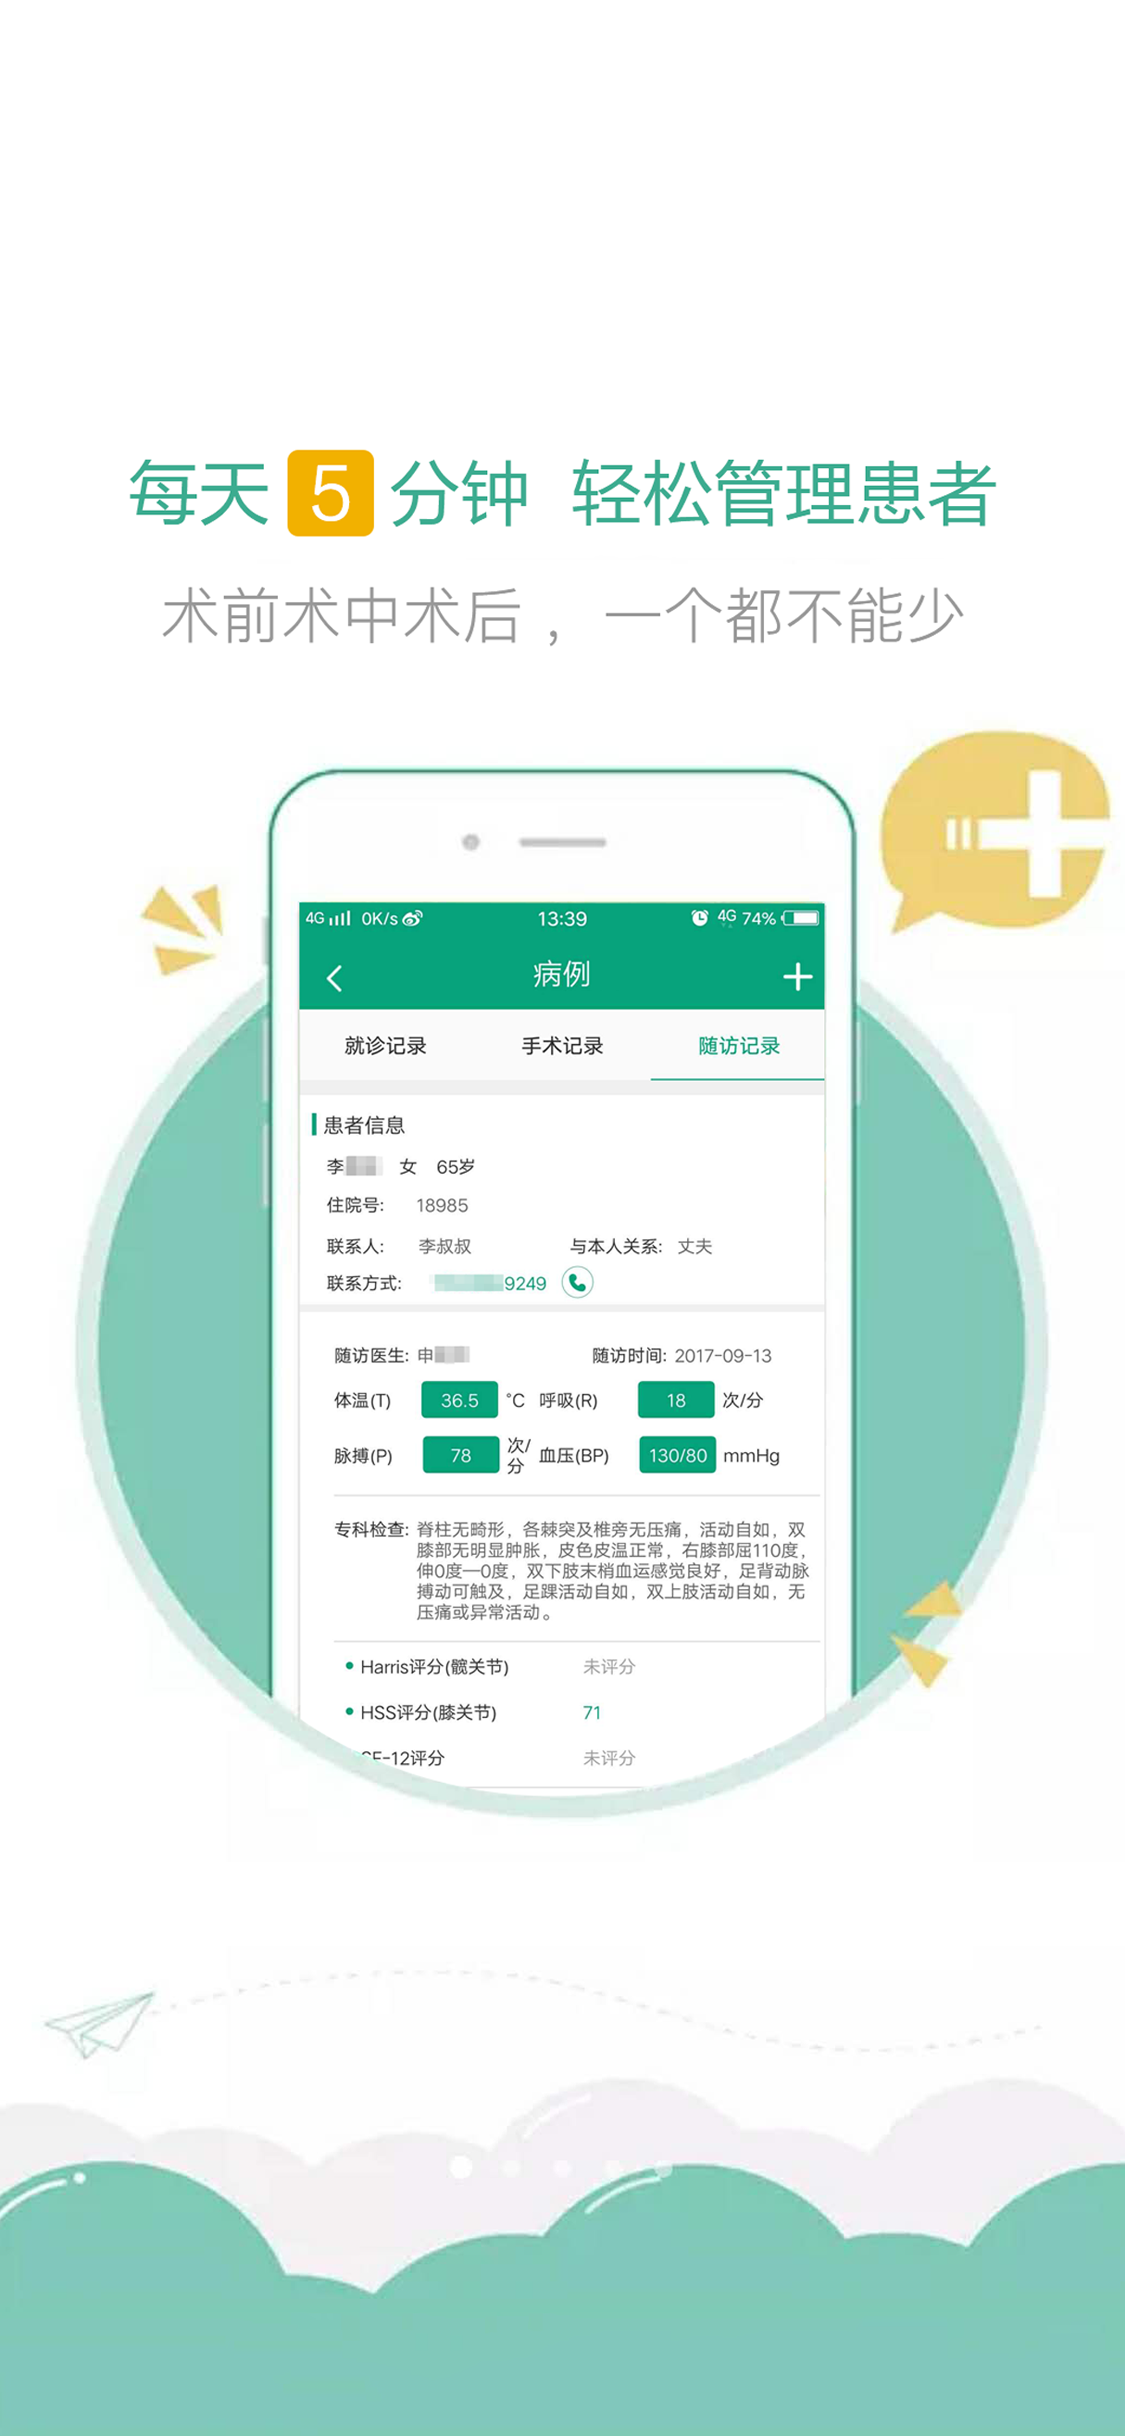 每天 5 分钟 轻松管理患者
术前术中术后，一个都不能少
4G 0K/s 13:39 4G 74%
病例
就诊记录 手术记录 随访记录
患者信息
李 女 65岁
住院号: 18985
联系人: 李叔叔 与本人关系: 丈夫
联系方式: 9249
随访医生: 申 随访时间: 2017-09-13
体温(T) 36.5 °C 呼吸(R) 18 次/分
脉搏(P) 78 次/分 血压(BP) 130/80 mmHg
专科检查: 脊柱无畸形，各棘突及椎旁无压痛，活动自如，双
膝部无明显肿胀，皮色皮温正常，右膝部屈110度，
伸0度—0度，双下肢末梢血运感觉良好，足背动脉
搏动可触及，足踝活动自如，双上肢活动自如，无
压痛或异常活动。
Harris评分(髋关节) 未评分
HSS评分(膝关节) 71
SF-12评分 未评分